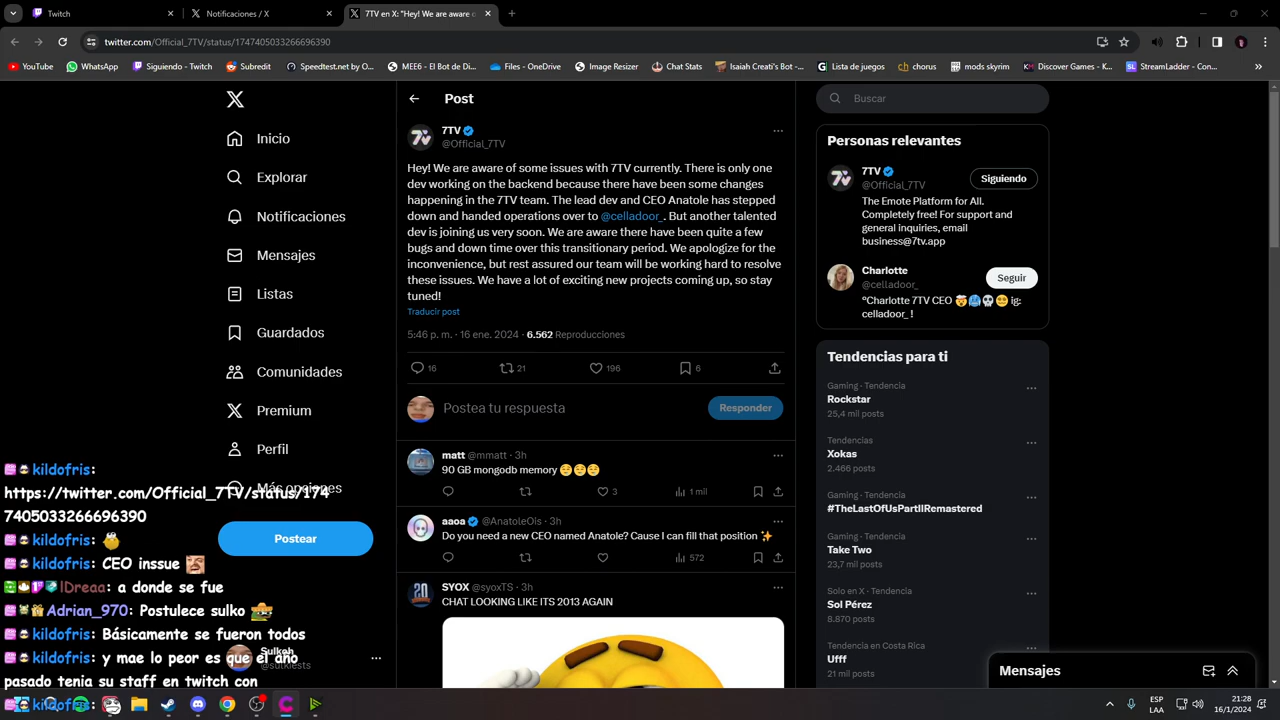 Twitch
Notificaciones / X
7TV en X: "Hey! We are aware o
twitter.com/Official_7TV/status/1747405033266696390
YouTube
WhatsApp
Siguiendo - Twitch
Subredit
Speedtest.net by O...
MEE6 - El Bot de Di...
Files - OneDrive
Image Resizer
Chat Stats
Isaiah Creati's Bot -...
Lista de juegos
chorus
mods skyrim
Discover Games - K...
StreamLadder - Con...
Inicio
Explorar
Notificaciones
Mensajes
Listas
Guardados
Comunidades
Premium
Perfil
Más opciones
Postear
Sulkeh
@sulkiests
Post
7TV
@Official_7TV
Hey! We are aware of some issues with 7TV currently. There is only one
dev working on the backend because there have been some changes
happening in the 7TV team. The lead dev and CEO Anatole has stepped
down and handed operations over to @celladoor_. But another talented
dev is joining us very soon. We are aware there have been quite a few
bugs and down time over this transitionary period. We apologize for the
inconvenience, but rest assured our team will be working hard to resolve
these issues. We have a lot of exciting new projects coming up, so stay
tuned!
Traducir post
5:46 p. m. · 16 ene. 2024 · 6.562 Reproducciones
16 21 196 6
Postea tu respuesta
Responder
matt @mmatt · 3h
90 GB mongodb memory 😌😌😌
3 1 mil
aaoa @AnatoleOis · 3h
Do you need a new CEO named Anatole? Cause I can fill that position ✨
572
SYOX @syoxTS · 3h
CHAT LOOKING LIKE ITS 2013 AGAIN
Buscar
Personas relevantes
7TV
@Official_7TV
Siguiendo
The Emote Platform for All.
Completely free! For support and
general inquiries, email
business@7tv.app
Charlotte
@celladoor_
Seguir
°Charlotte 7TV CEO 🤯🥶💀😵 ig:
celladoor_ !
Tendencias para ti
Gaming · Tendencia
Rockstar
25,4 mil posts
Tendencias
Xokas
2.466 posts
Gaming · Tendencia
#TheLastOfUsPartIIRemastered
Gaming · Tendencia
Take Two
23,7 mil posts
Solo en X · Tendencia
Sol Pérez
8.870 posts
Tendencia en Costa Rica
Ufff
21 mil posts
Mensajes
kildofris:
https://twitter.com/Official_7TV/status/174
7405033266696390
kildofris:
kildofris: CEO inssue
lDreaa: a donde se fue
Adrian_970: Postulece sulko
kildofris: Básicamente se fueron todos
kildofris: y mae lo peor es que el año
pasado tenia su staff en twitch con
kildofris:
ESP
LAA
21:28
16/1/2024